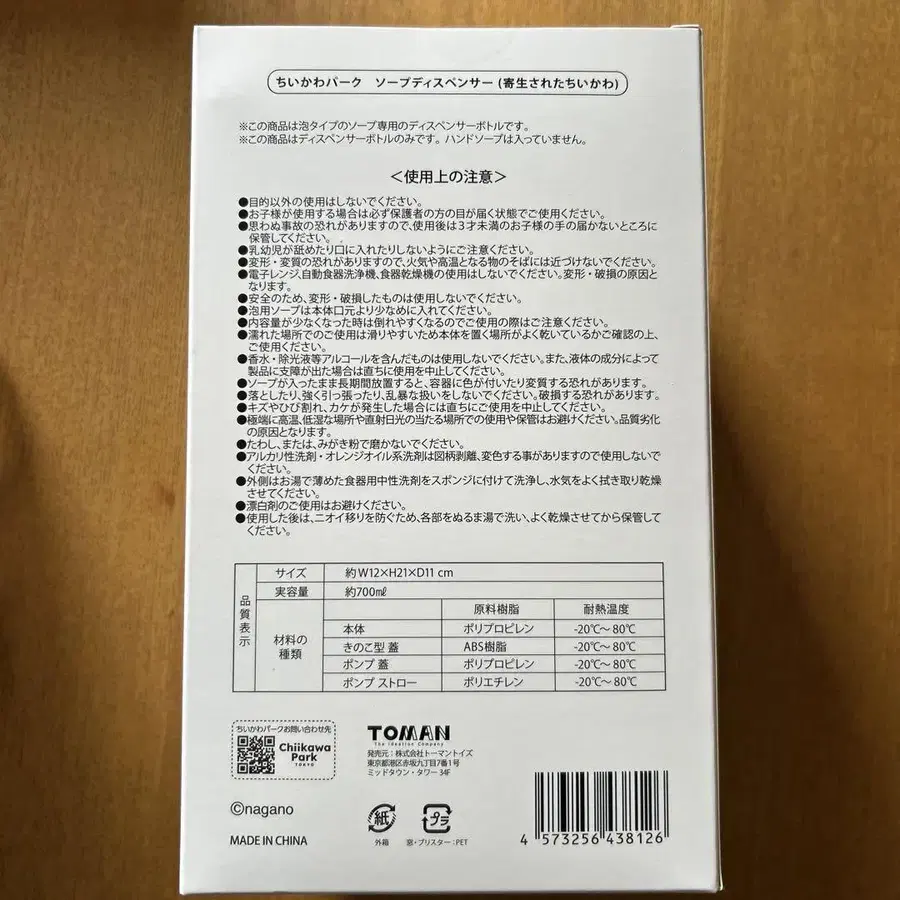 ちいかわパーク　ソープディスペンサー (寄生されたちいかわ)
※この商品は泡タイプのソープ専用のディスペンサーボトルです。
※この商品はディスペンサーボトルのみです。ハンドソープは入っていません。
＜使用上の注意＞
●目的以外の使用はしないでください。
●お子様が使用する場合は必ず保護者の方の目が届く状態でご使用ください。
●思わぬ事故の恐れがありますので、使用後は３才未満のお子様の手の届かないところに
保管してください。
●乳幼児が舐めたり口に入れたりしないようにご注意ください。
●変形・変質の恐れがありますので、火気や高温となる物のそばには近づけないでください。
●電子レンジ、自動食器洗浄機、食器乾燥機の使用はしないでください。変形・破損の原因と
なります。
●安全のため、変形・破損したものは使用しないでください。
●泡用ソープは本体口元より少なめに入れてください。
●内容量が少なくなった時は倒れやすくなるのでご使用の際はご注意ください。
●濡れた場所でのご使用は滑りやすいため本体を置く場所がよく乾いているかご確認の上、
ご使用ください。
●香水・除光液等アルコールを含んだものは使用しないでください。また、液体の成分によって
製品に支障が出た場合は直ちに使用を中止してください。
●ソープが入ったまま長期間放置すると、容器に色が付いたり変質する恐れがあります。
●落としたり、強く引っ張ったり、乱暴な扱いをしないでください。破損する恐れがあります。
●キズやひび割れ、カケが発生した場合には直ちにご使用を中止してください。
●極端に高温、低湿な場所や直射日光の当たる場所での使用や保管はお避けください。品質劣化
の原因となります。
●たわし、または、みがき粉で磨かないでください。
●アルカリ性洗剤・オレンジオイル系洗剤は図柄剥離、変色する事がありますので使用しないで
ください。
●外側はお湯で薄めた食器用中性洗剤をスポンジに付けて洗浄し、水気をよく拭き取り乾燥
させてください。
●漂白剤のご使用はお避けください。
●使用した後は、ニオイ移りを防ぐため、各部をぬるま湯で洗い、よく乾燥させてから保管して
ください。
品質表示
サイズ 約W12×H21×D11 cm
実容量 約700㎖
材料の種類
原料樹脂 耐熱温度
本体 ポリプロピレン -20℃～80℃
きのこ型 蓋 ABS樹脂 -20℃～80℃
ポンプ 蓋 ポリプロピレン -20℃～80℃
ポンプ ストロー ポリエチレン -20℃～80℃
ちいかわパークお問い合わせ先
Chiikawa
Park
TOKYO
TOMAN
The Ideation Company
発売元：株式会社トーマントイズ
東京都港区赤坂九丁目7番1号
ミッドタウン・タワー 34F
©nagano
MADE IN CHINA
紙
外箱
プラ
窓・ブリスター：PET
4 573256 438126